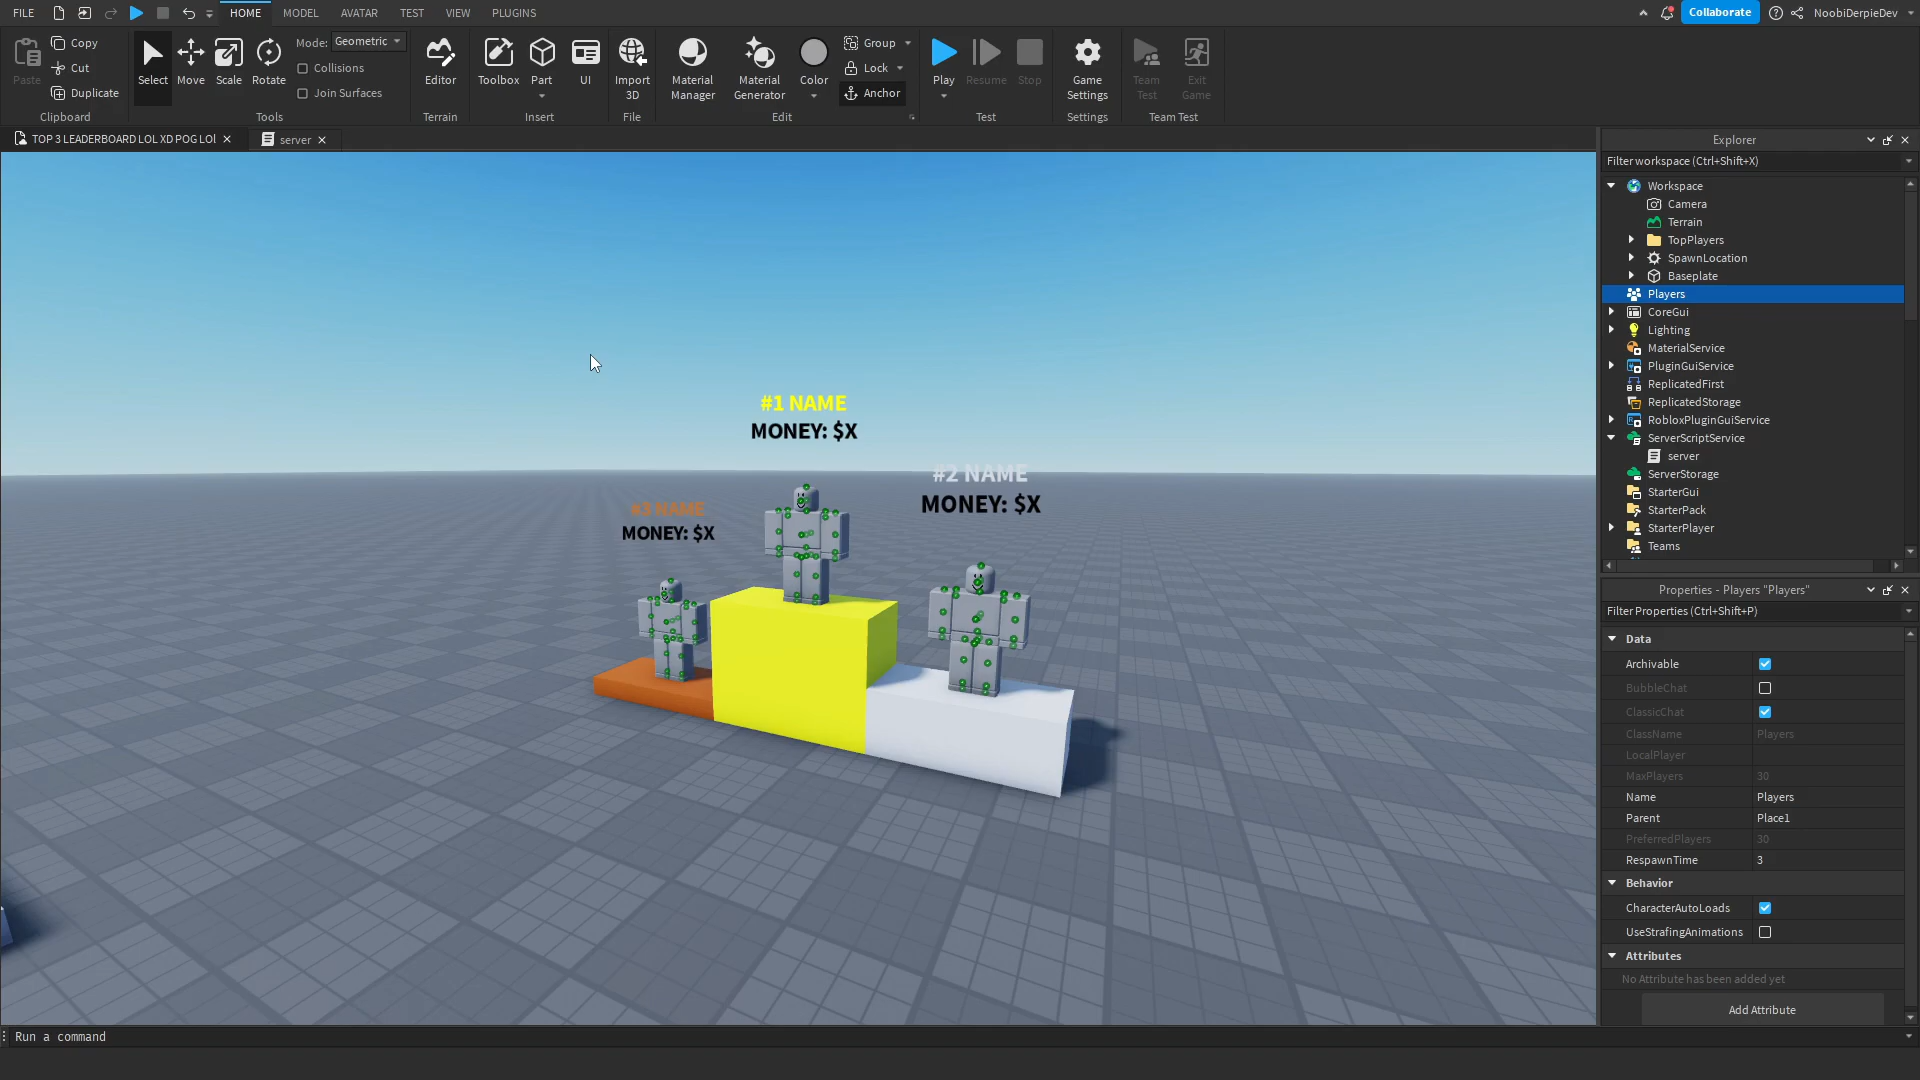 FILE
HOME
MODEL
AVATAR
TEST
VIEW
PLUGINS
Collaborate
NoobiDerpieDev
Paste
Copy
Cut
Duplicate
Clipboard
Select
Move
Scale
Rotate
Mode:
Geometric
Collisions
Join Surfaces
Tools
Editor
Terrain
Toolbox
Part
UI
Insert
Import
3D
File
Material
Manager
Material
Generator
Color
Group
Lock
Anchor
Edit
Play
Resume
Stop
Test
Game
Settings
Settings
Team
Test
Exit
Game
Team Test
TOP 3 LEADERBOARD LOL XD POG LOl
server
#1 NAME
MONEY: $X
#2 NAME
MONEY: $X
#3 NAME
MONEY: $X
Explorer
Filter workspace (Ctrl+Shift+X)
Workspace
Camera
Terrain
TopPlayers
SpawnLocation
Baseplate
Players
CoreGui
Lighting
MaterialService
PluginGuiService
ReplicatedFirst
ReplicatedStorage
RobloxPluginGuiService
ServerScriptService
server
ServerStorage
StarterGui
StarterPack
StarterPlayer
Teams
Properties - Players "Players"
Filter Properties (Ctrl+Shift+P)
Data
Archivable
BubbleChat
ClassicChat
ClassName Players
LocalPlayer
MaxPlayers 30
Name Players
Parent Place1
PreferredPlayers 30
RespawnTime 3
Behavior
CharacterAutoLoads
UseStrafingAnimations
Attributes
No Attribute has been added yet
Add Attribute
Run a command